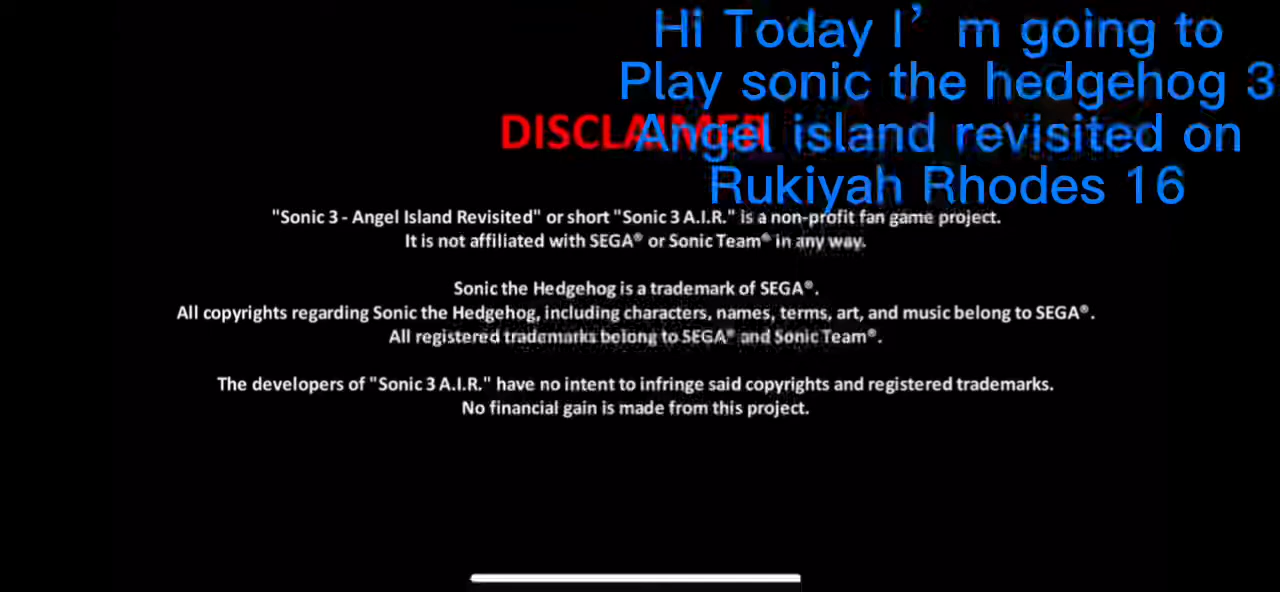 Hi Today I’m going to
Play sonic the hedgehog 3
Angel island revisited on
Rukiyah Rhodes 16
DISCLAIMER
"Sonic 3 - Angel Island Revisited" or short "Sonic 3 A.I.R." is a non-profit fan game project.
It is not affiliated with SEGA® or Sonic Team® in any way.
Sonic the Hedgehog is a trademark of SEGA®.
All copyrights regarding Sonic the Hedgehog, including characters, names, terms, art, and music belong to SEGA®.
All registered trademarks belong to SEGA® and Sonic Team®.
The developers of "Sonic 3 A.I.R." have no intent to infringe said copyrights and registered trademarks.
No financial gain is made from this project.